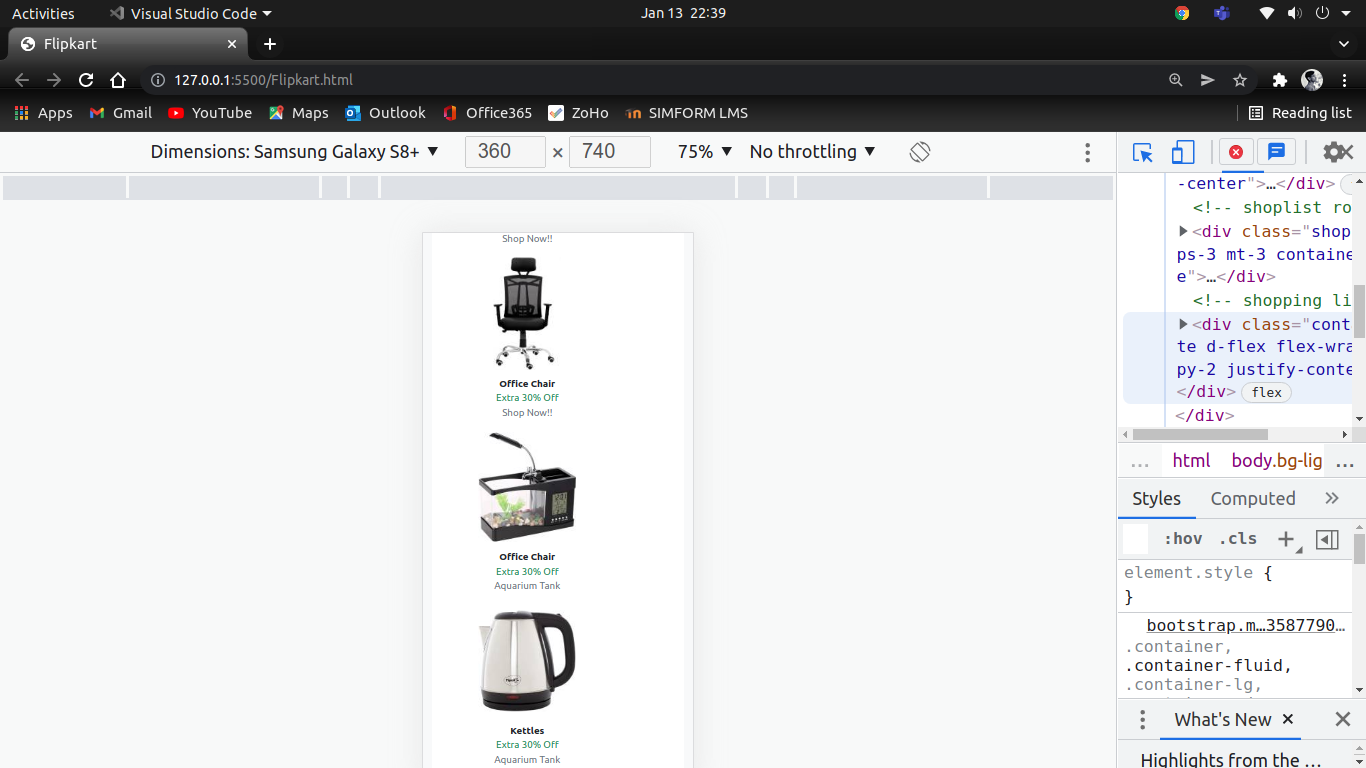 Activities Visual Studio Code Jan 13 22:39
Flipkart
127.0.0.1:5500/Flipkart.html
Apps Gmail YouTube Maps Outlook Office365 ZoHo SIMFORM LMS Reading list
Dimensions: Samsung Galaxy S8+ 360 × 740 75% No throttling
Shop Now!!
Office Chair
Extra 30% Off
Shop Now!!
Office Chair
Extra 30% Off
Aquarium Tank
Kettles
Extra 30% Off
Aquarium Tank
-center">…</div>
<!-- shoplist ro
<div class="shop
ps-3 mt-3 containe
e">…</div>
<!-- shopping li
<div class="cont
te d-flex flex-wra
py-2 justify-conte
</div> flex
</div>
… html body.bg-lig …
Styles Computed
:hov .cls
element.style {
}
bootstrap.m…3587790…
.container,
.container-fluid,
.container-lg,
What's New
Highlights from the …